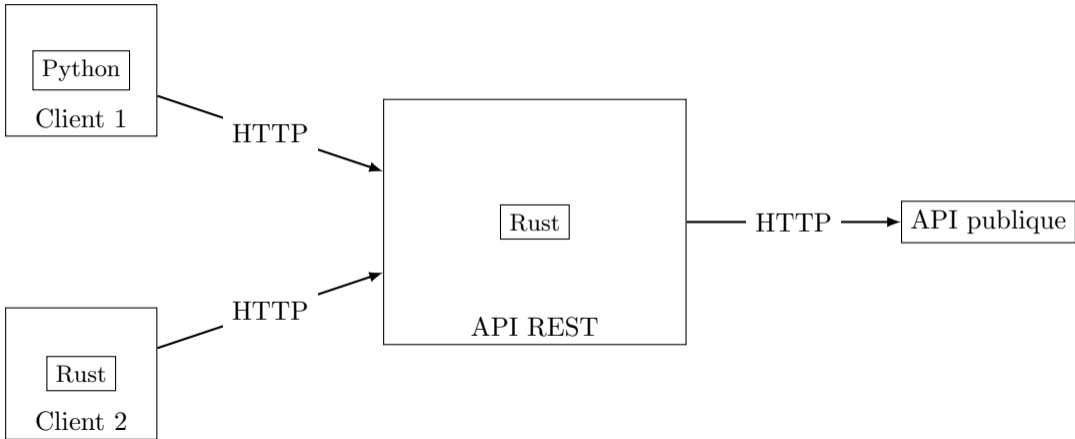 Python
Client 1
HTTP
Rust
API REST
HTTP
API publique
HTTP
Rust
Client 2